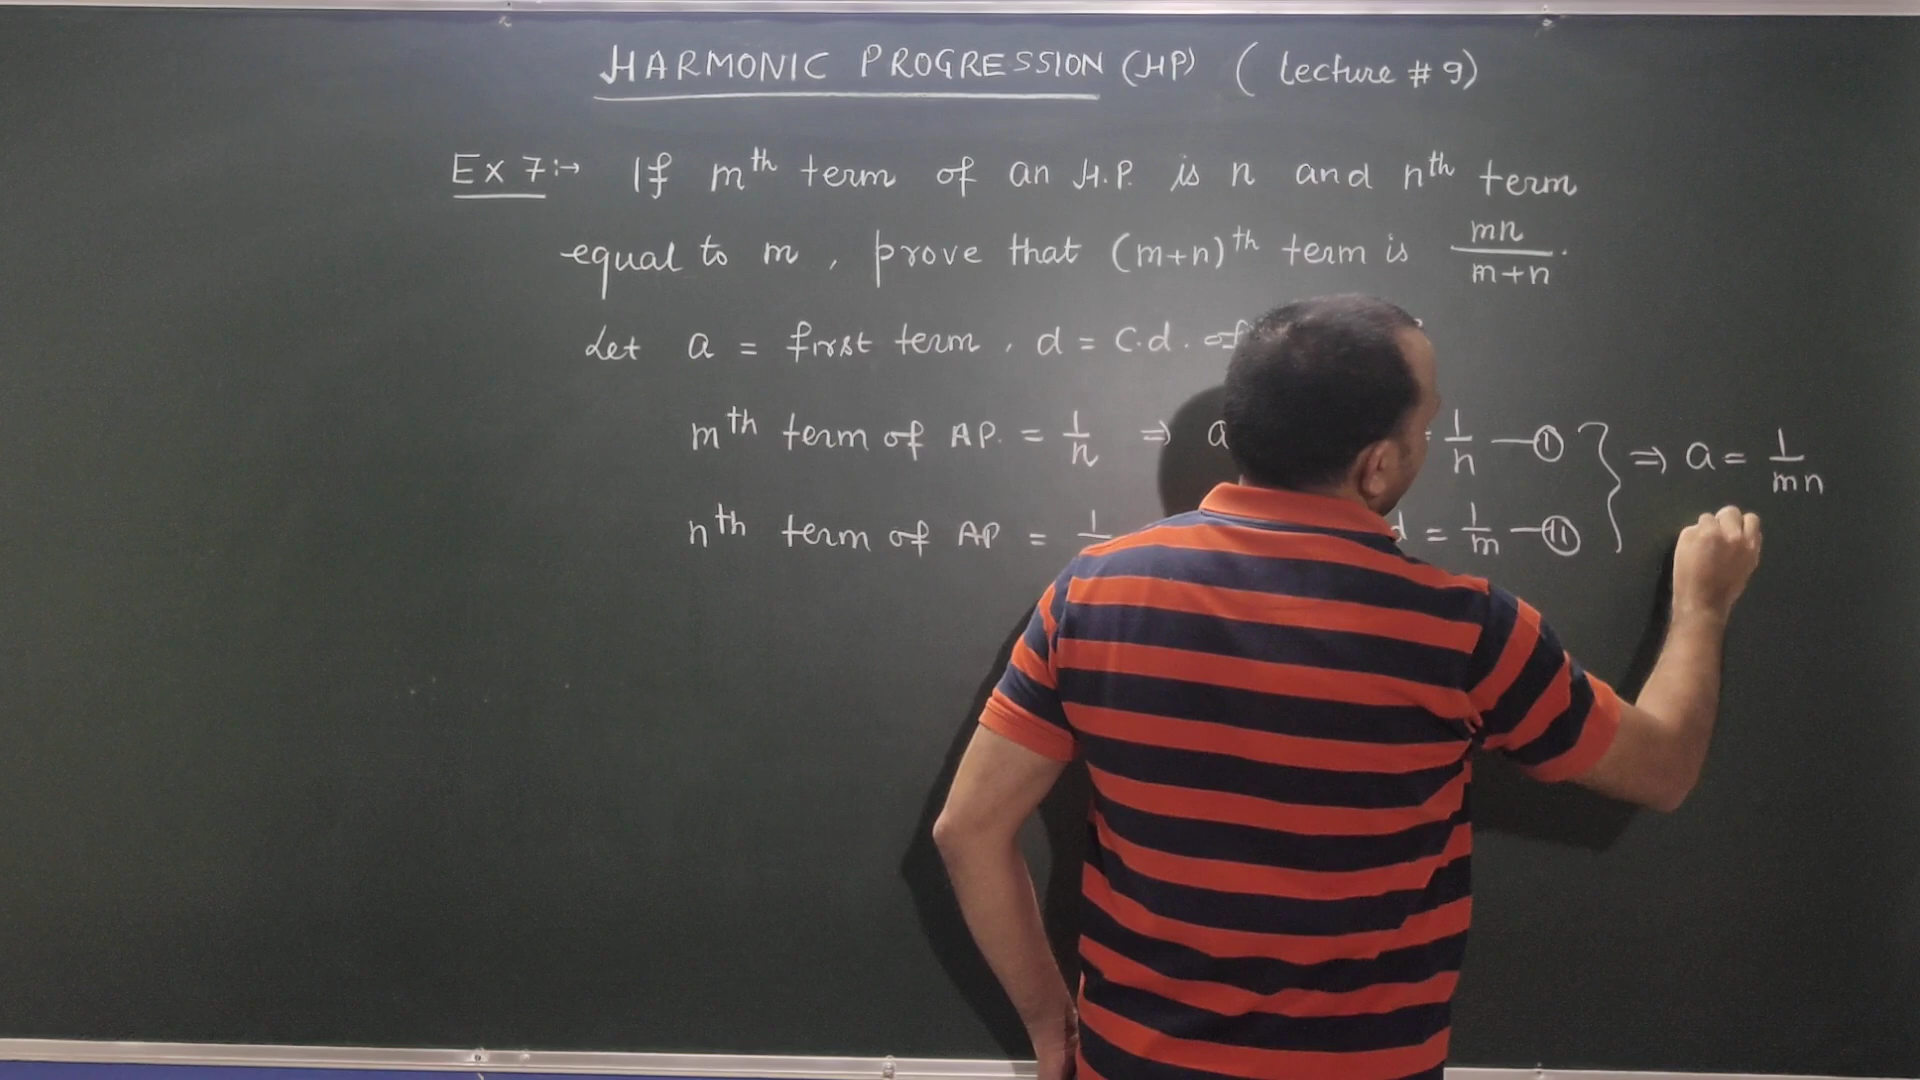 HARMONIC PROGRESSION (HP) ( Lecture # 9)
Ex 7:→ If mᵗʰ term of an H.P. is n and nᵗʰ term
equal to m , prove that (m+n)ᵗʰ term is mn/m+n .
Let a = first term , d = c.d. of
mᵗʰ term of AP. = 1/n ⇒ a = 1/n —① } ⇒ a = 1/mn
nᵗʰ term of AP = 1/ d = 1/m —⑪